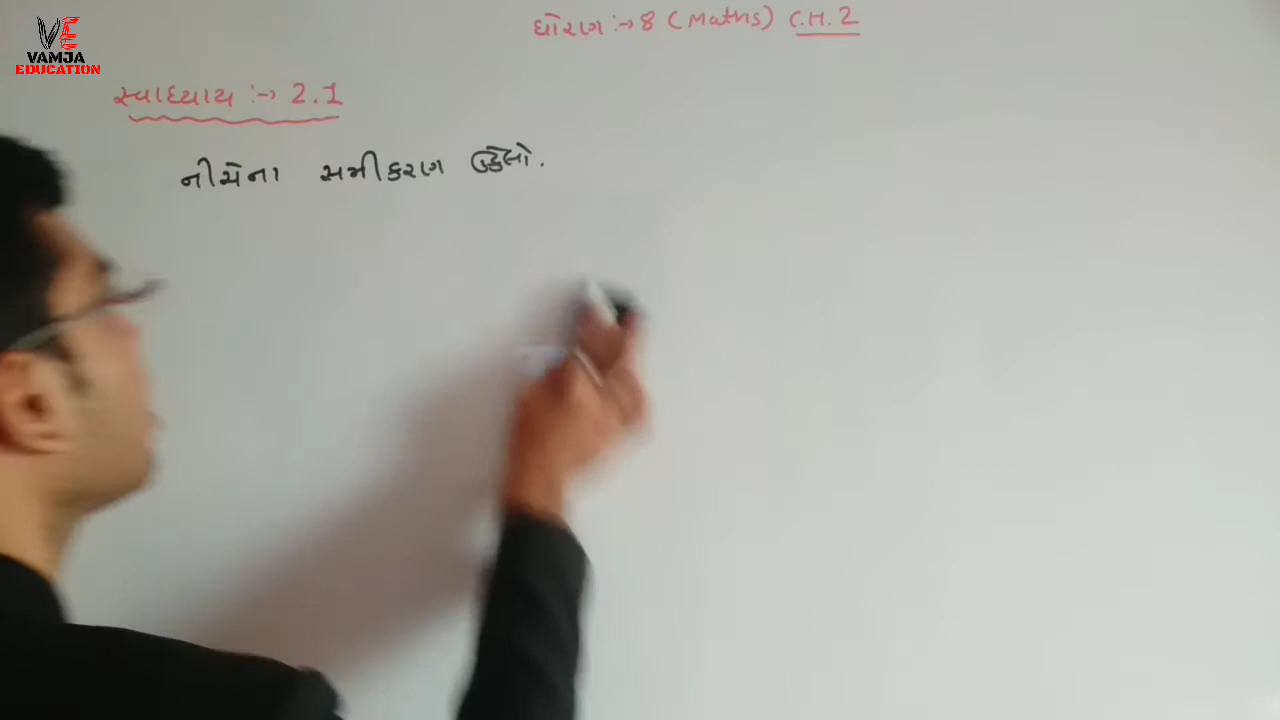 VE
VAMJA
EDUCATION
ધોરણ :→ 8 (Maths) C.H. 2
સ્વાધ્યાય :→ 2.1
નીચેના સમીકરણ ઉકેલો.